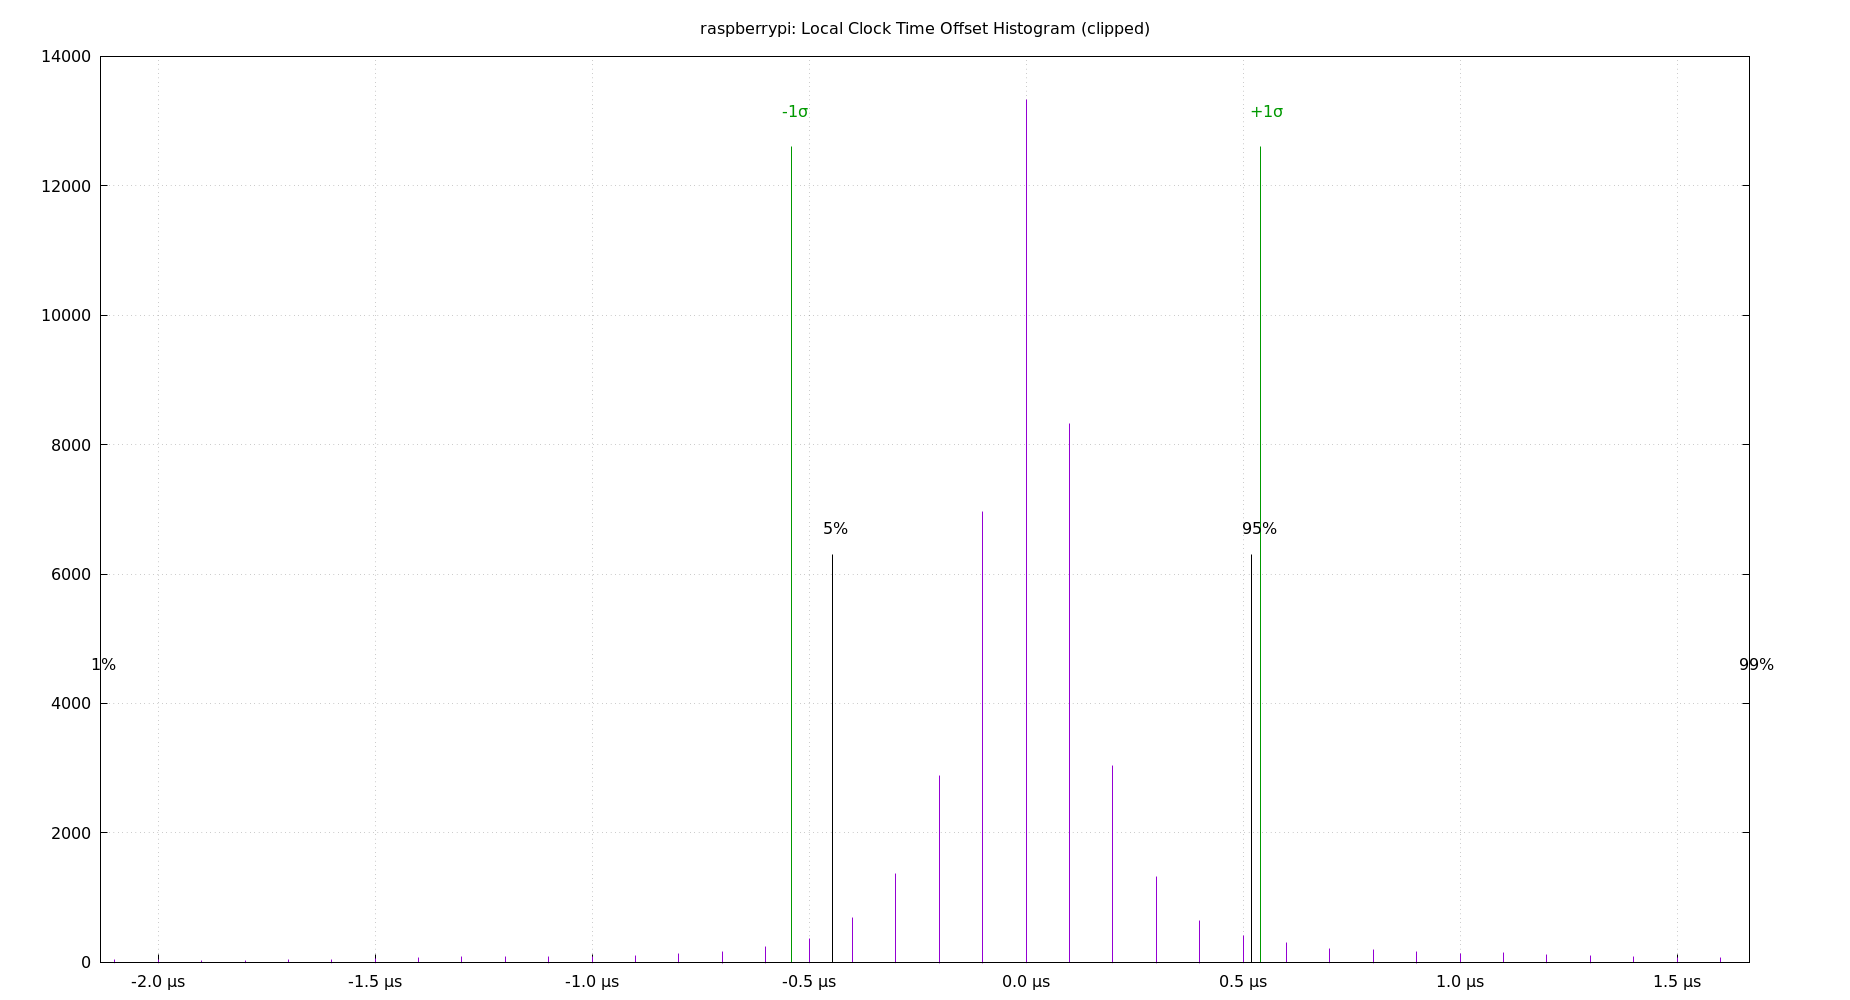 raspberrypi: Local Clock Time Offset Histogram (clipped)
14000
-1σ
+1σ
12000
10000
8000
5%
95%
6000
1%
99%
4000
2000
0
-2.0 µs
-1.5 µs
-1.0 µs
-0.5 µs
0.0 µs
0.5 µs
1.0 µs
1.5 µs